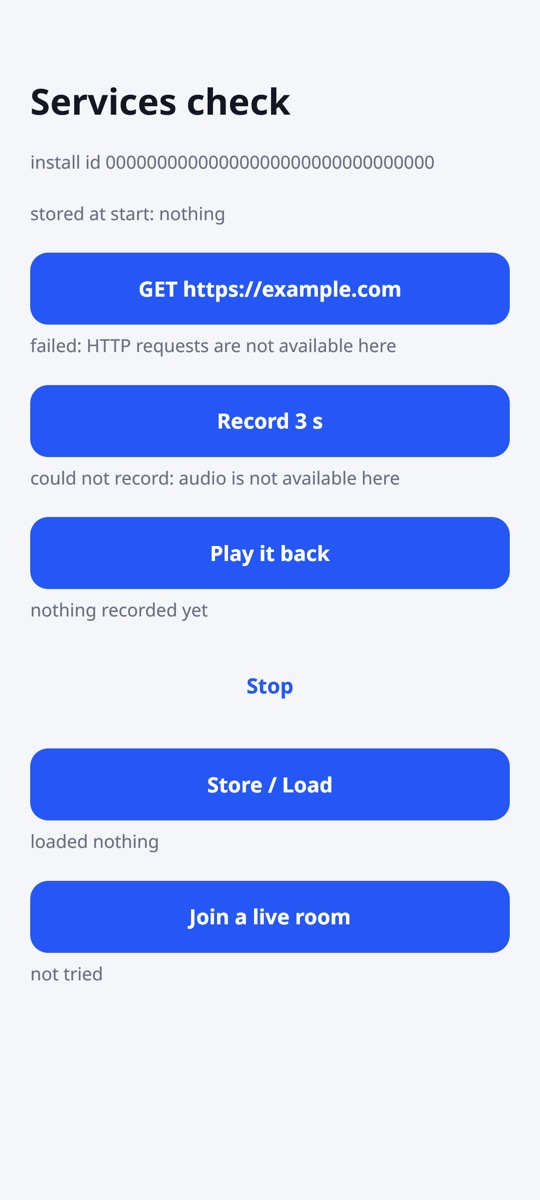 Services check
install id 00000000000000000000000000000000
stored at start: nothing
GET https://example.com
failed: HTTP requests are not available here
Record 3 s
could not record: audio is not available here
Play it back
nothing recorded yet
Stop
Store / Load
loaded nothing
Join a live room
not tried